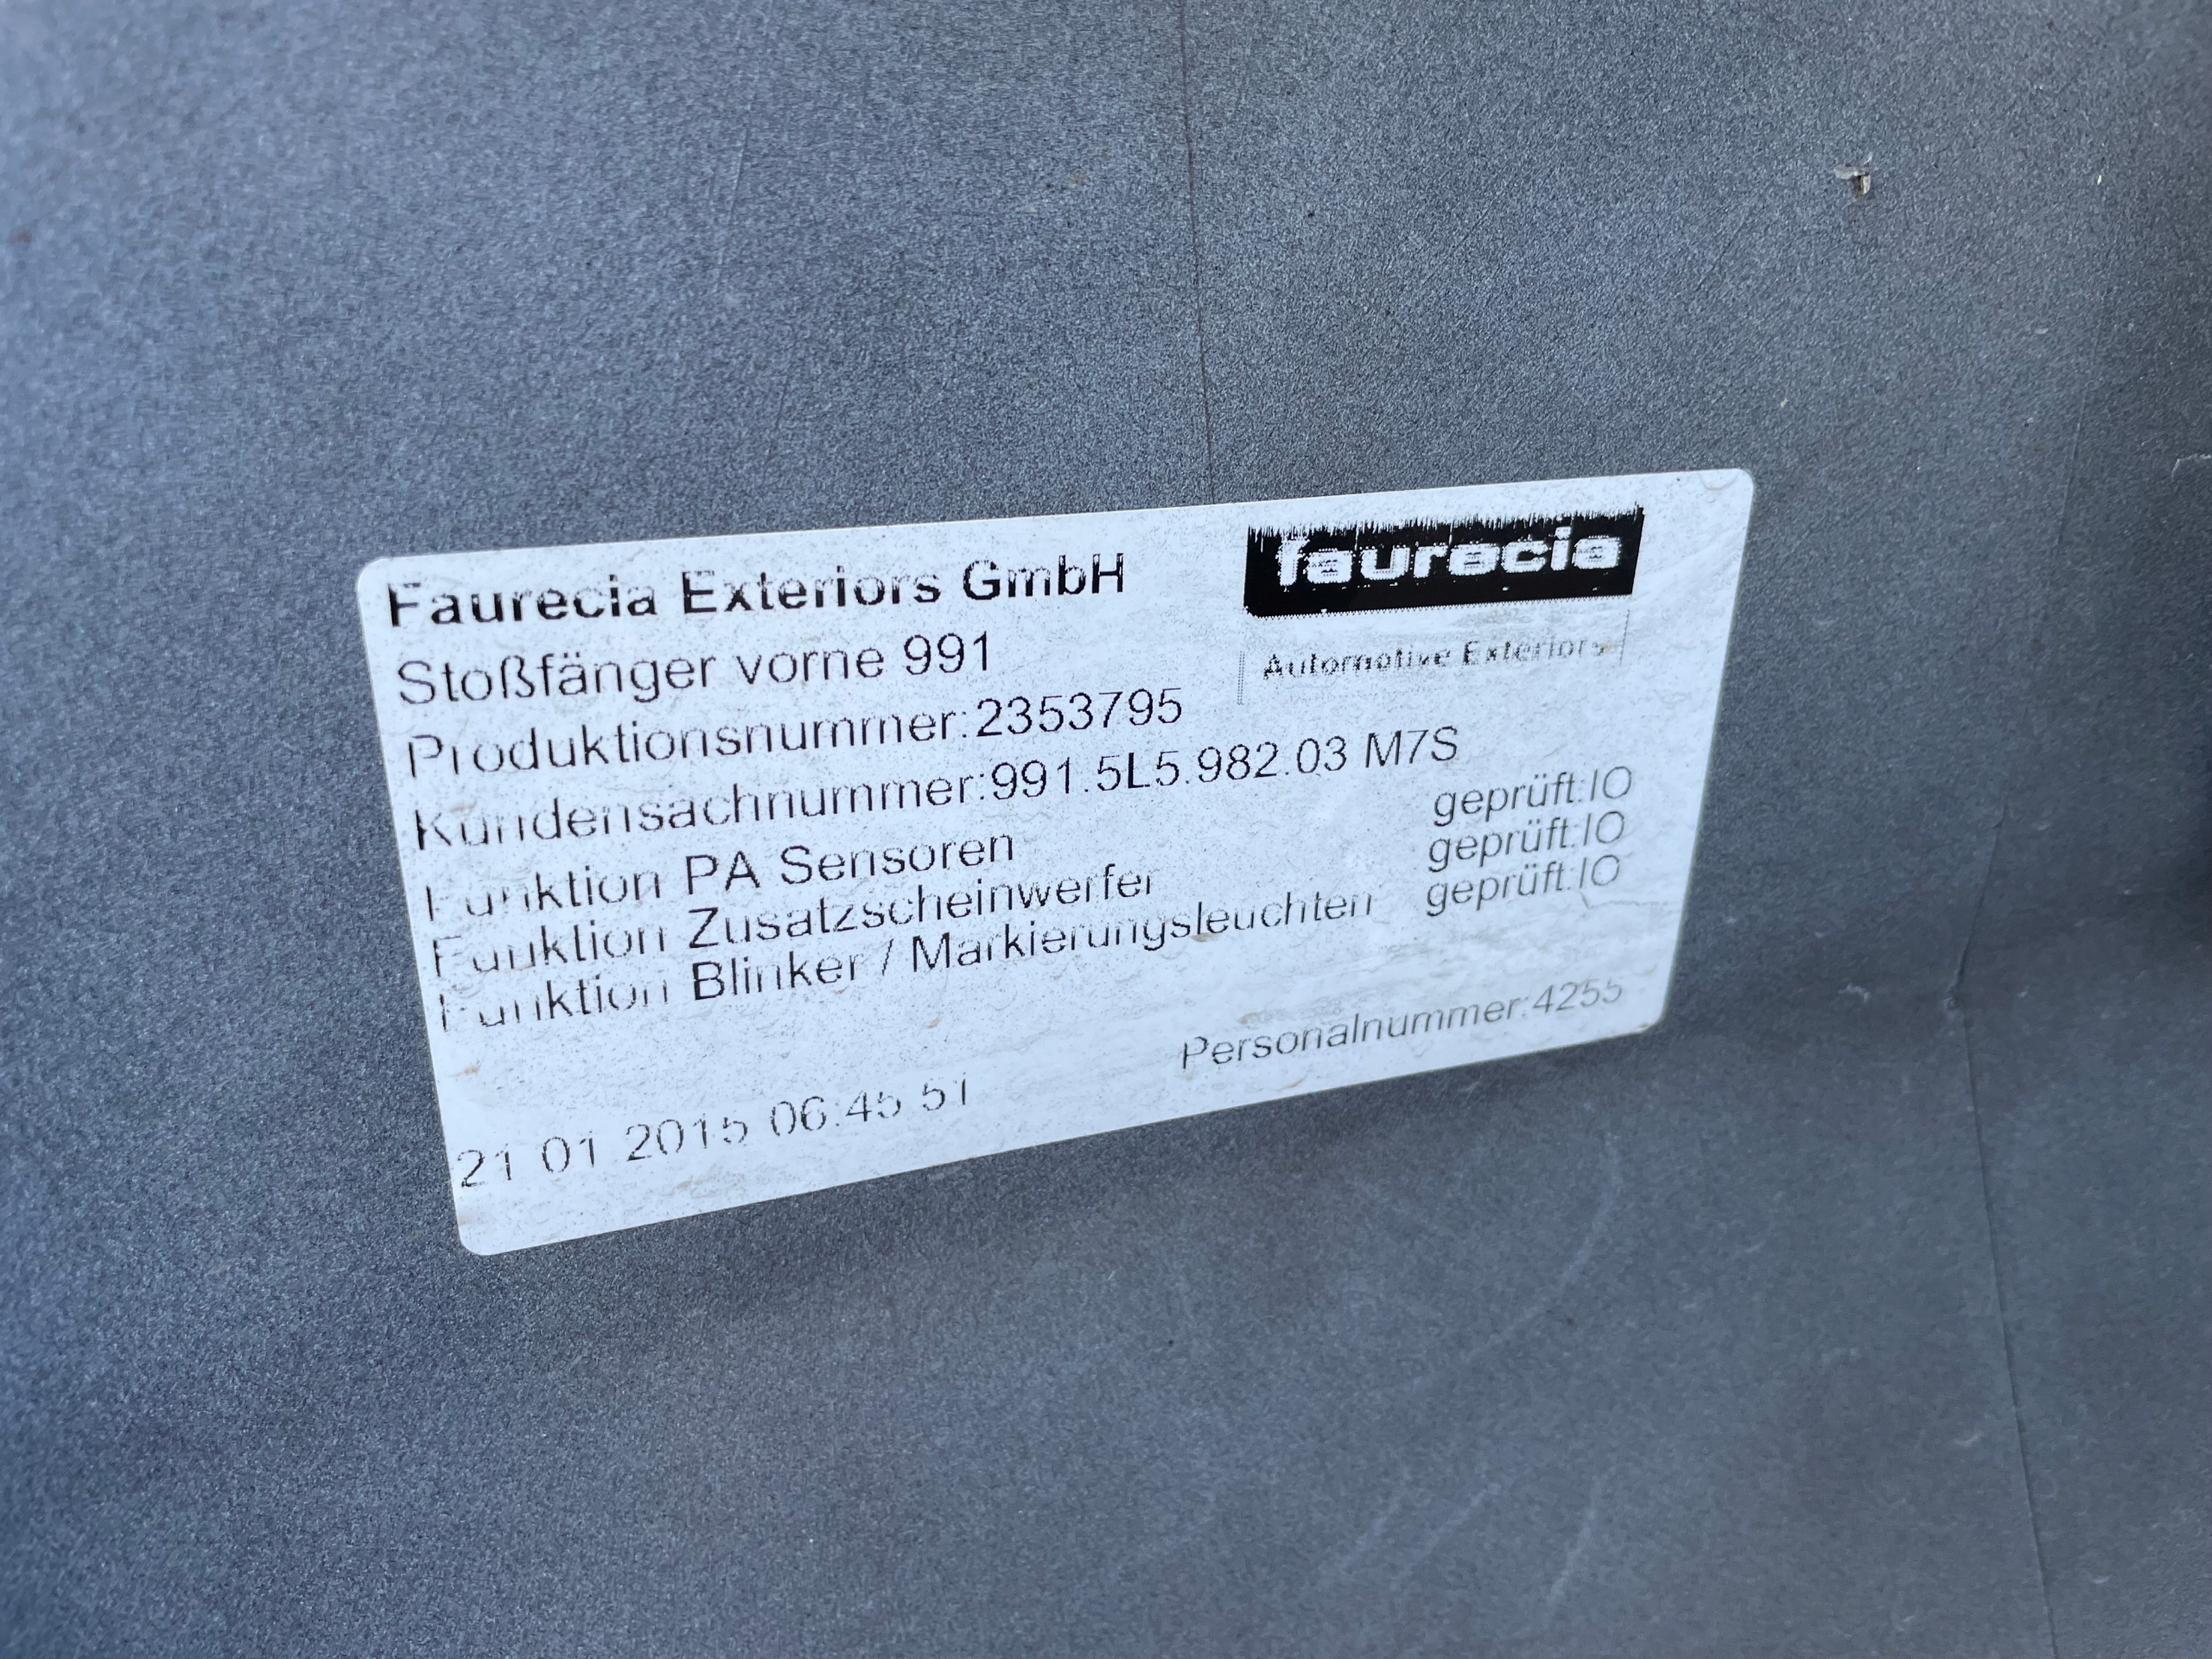 Faurecia Exteriors GmbH
faurecia
Automotive Exteriors
Stoßfänger vorne 991
Produktionsnummer:2353795
Kundensachnummer:991.5L5.982.03 M7S
Funktion PA Sensoren geprüft:IO
Funktion Zusatzscheinwerfer geprüft:IO
Funktion Blinker / Markierungsleuchten geprüft:IO
21.01.2015 06:45:51 Personalnummer:4255